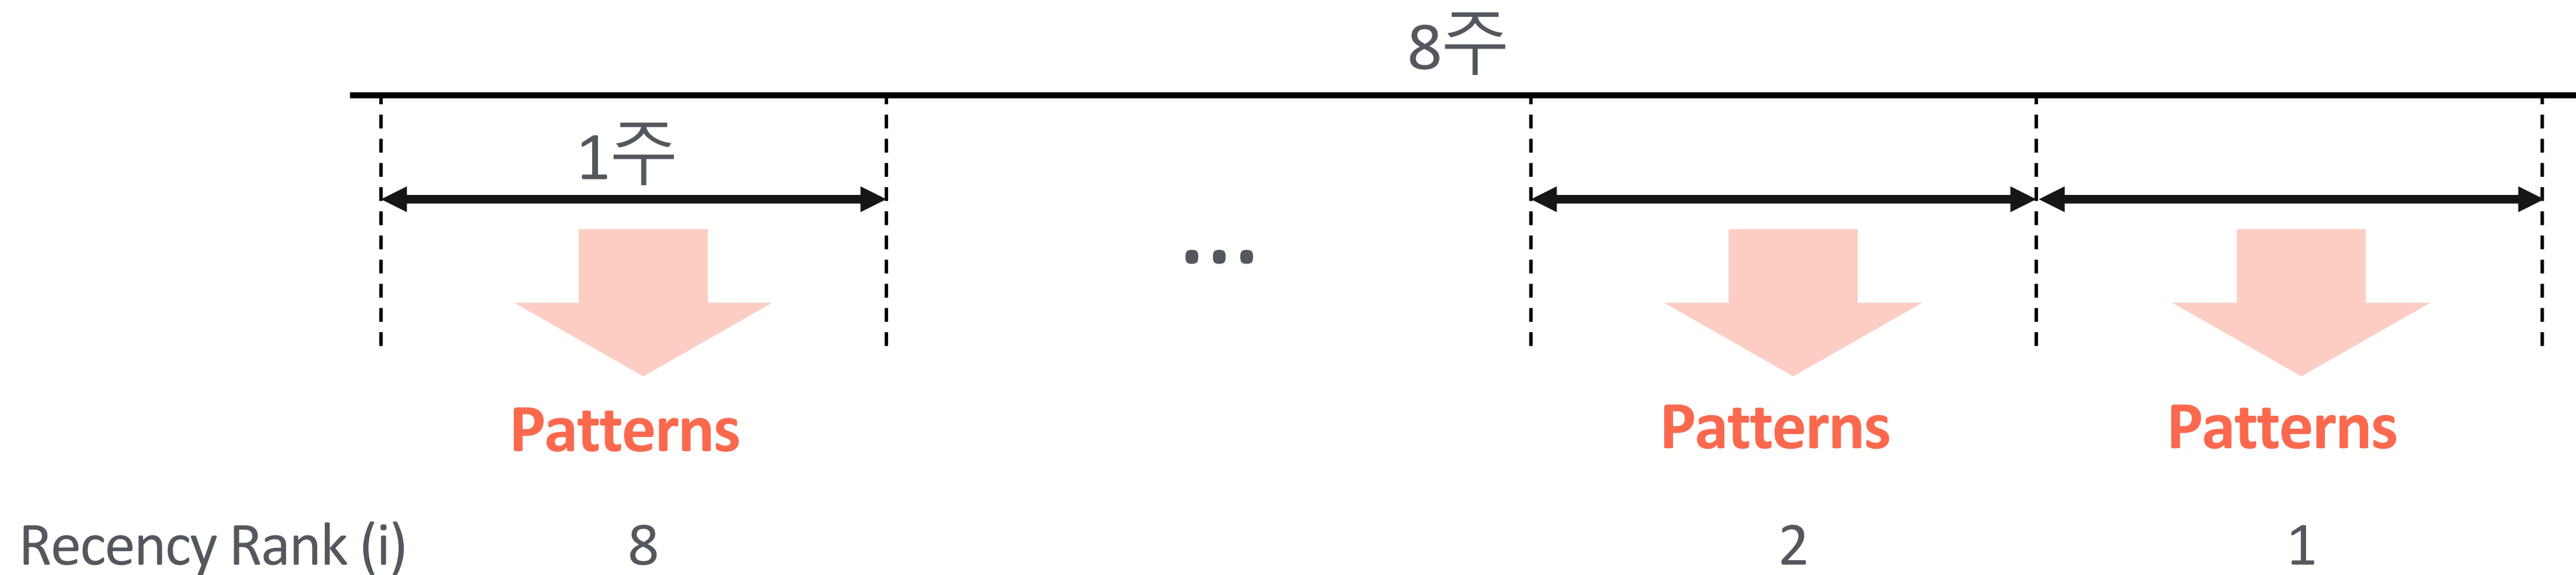 8주
1주
...
Patterns Patterns Patterns
Recency Rank (i) 8 2 1